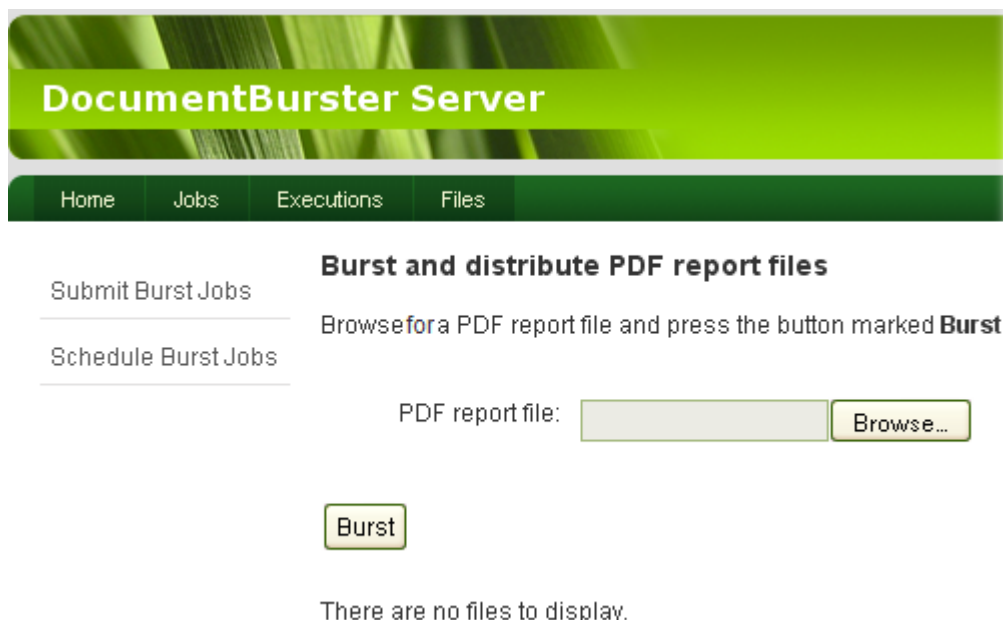 DocumentBurster Server
Home Jobs Executions Files
Submit Burst Jobs
Schedule Burst Jobs
Burst and distribute PDF report files
Browse for a PDF report file and press the button marked Burst
PDF report file:
Browse...
Burst
There are no files to display.